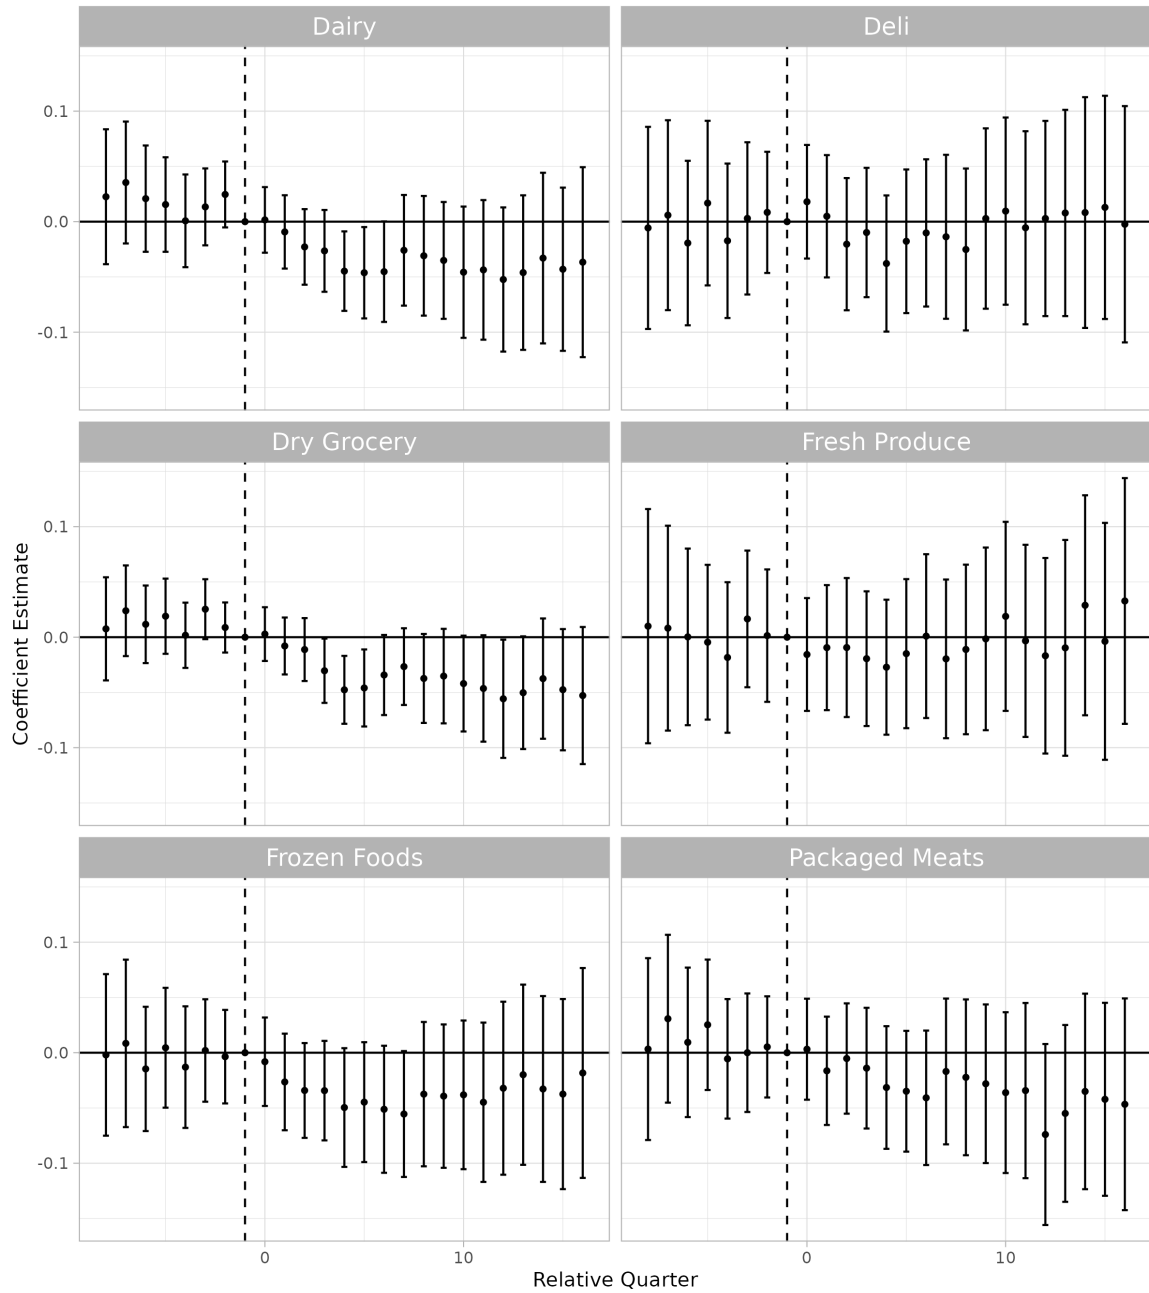 Dairy
Deli
0.1
0.0
-0.1
Dry Grocery
Fresh Produce
0.1
0.0
-0.1
Coefficient Estimate
Frozen Foods
Packaged Meats
0.1
0.0
-0.1
0
10
0
10
Relative Quarter